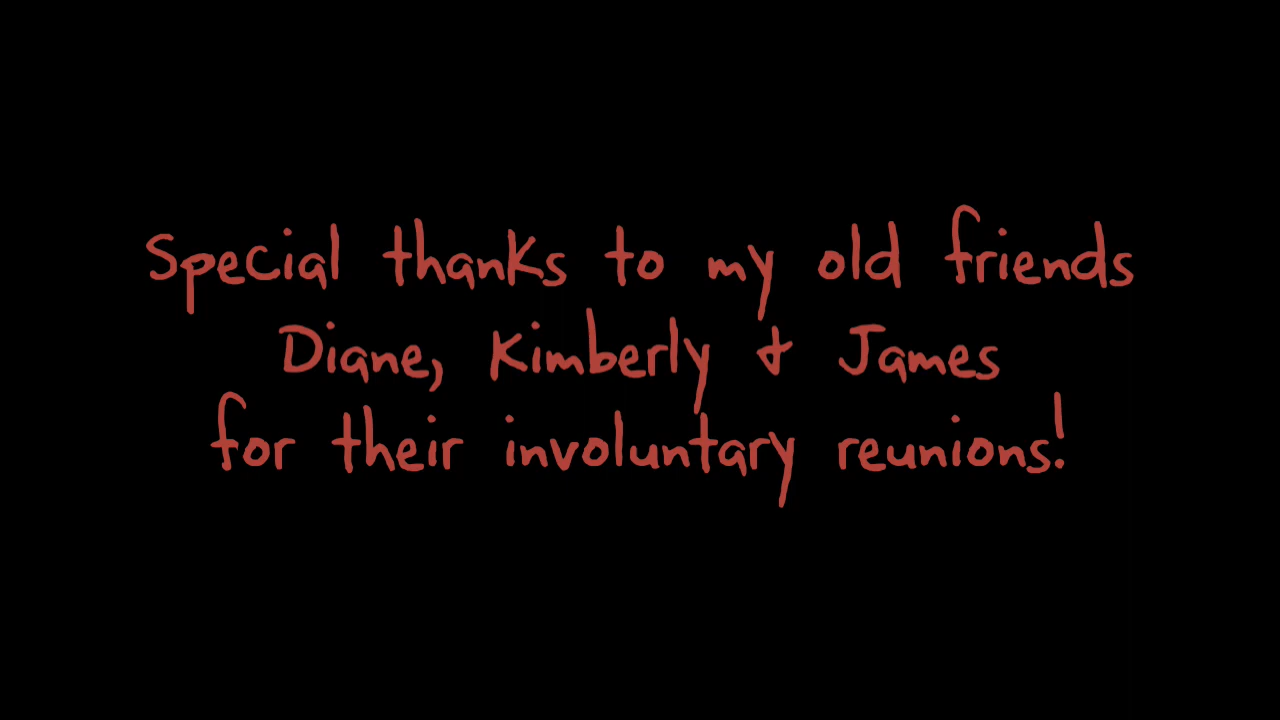 Special thanks to my old friends
Diane, Kimberly & James
for their involuntary reunions!